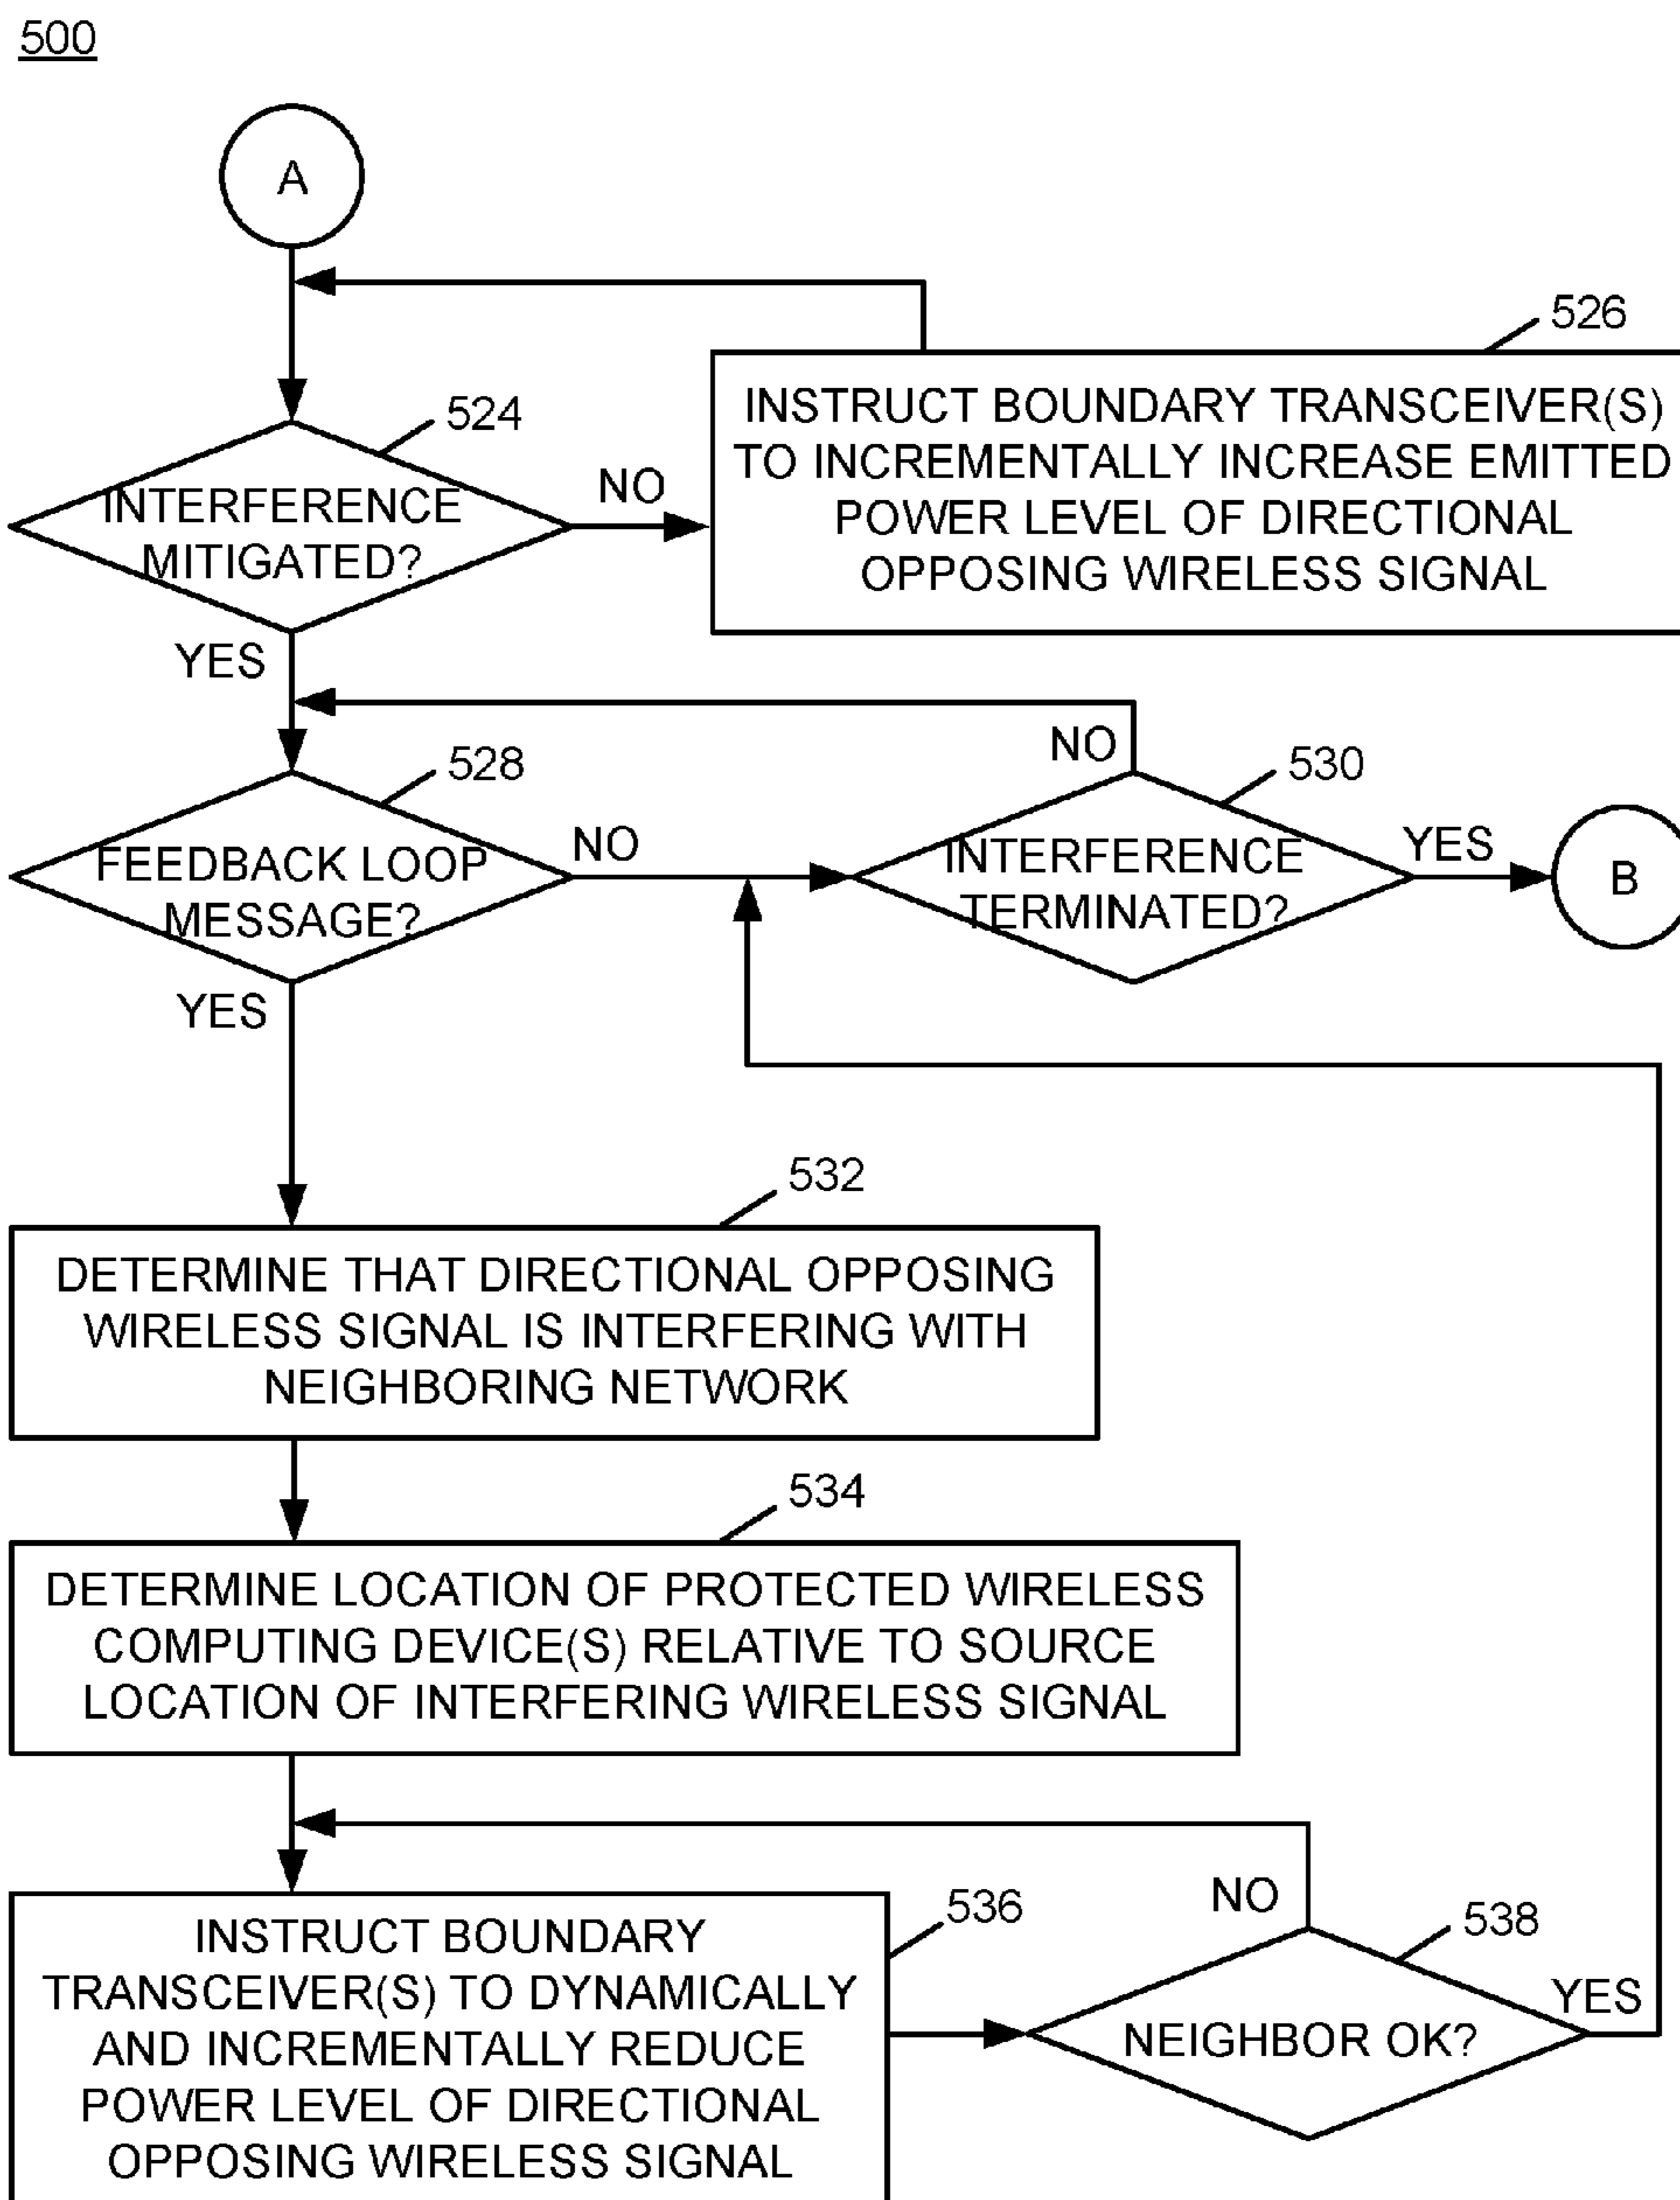 500
A
526
INSTRUCT BOUNDARY TRANSCEIVER(S)
TO INCREMENTALLY INCREASE EMITTED
POWER LEVEL OF DIRECTIONAL
OPPOSING WIRELESS SIGNAL
524
INTERFERENCE
MITIGATED?
NO
YES
528
FEEDBACK LOOP
MESSAGE?
NO
YES
NO
530
INTERFERENCE
TERMINATED?
YES
B
532
DETERMINE THAT DIRECTIONAL OPPOSING
WIRELESS SIGNAL IS INTERFERING WITH
NEIGHBORING NETWORK
534
DETERMINE LOCATION OF PROTECTED WIRELESS
COMPUTING DEVICE(S) RELATIVE TO SOURCE
LOCATION OF INTERFERING WIRELESS SIGNAL
536
INSTRUCT BOUNDARY
TRANSCEIVER(S) TO DYNAMICALLY
AND INCREMENTALLY REDUCE
POWER LEVEL OF DIRECTIONAL
OPPOSING WIRELESS SIGNAL
NO
538
NEIGHBOR OK?
YES